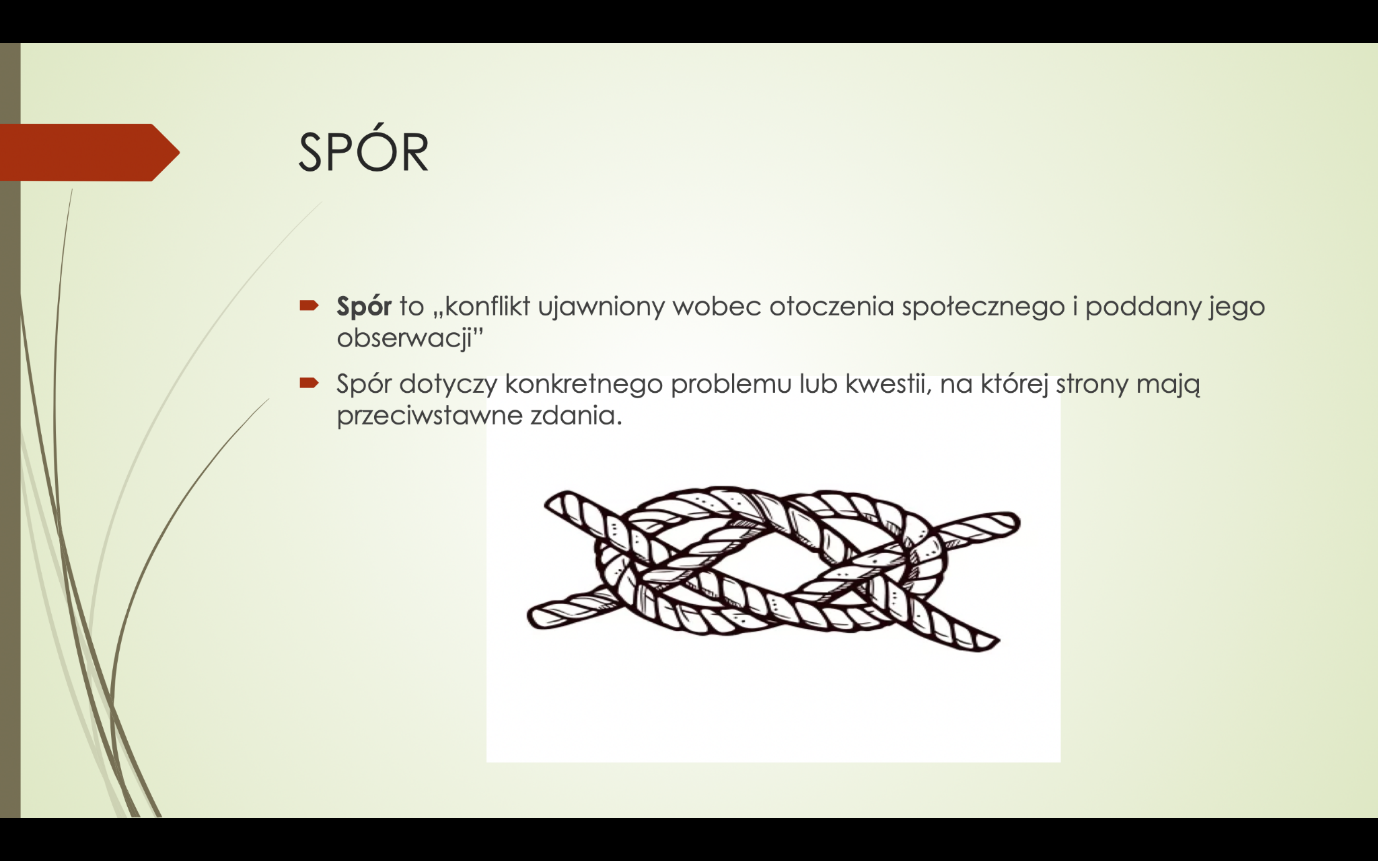 SPÓR
Spór to „konflikt ujawniony wobec otoczenia społecznego i poddany jego
obserwacji”
Spór dotyczy konkretnego problemu lub kwestii, na której strony mają
przeciwstawne zdania.